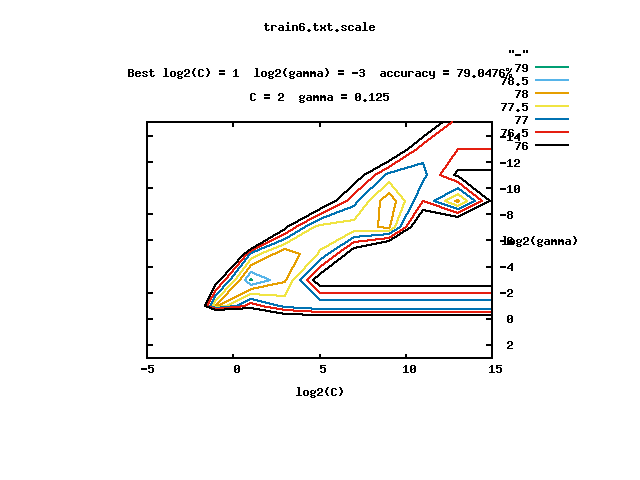 train6.txt.scale
"-"
79
Best log2(C) = 1  log2(gamma) = -3  accuracy = 79.0476%
78.5
78
C = 2  gamma = 0.125
77.5
77
76.5
76
-14
-12
-10
-8
-6
log2(gamma)
-4
-2
0
2
-5 0 5 10 15
log2(C)